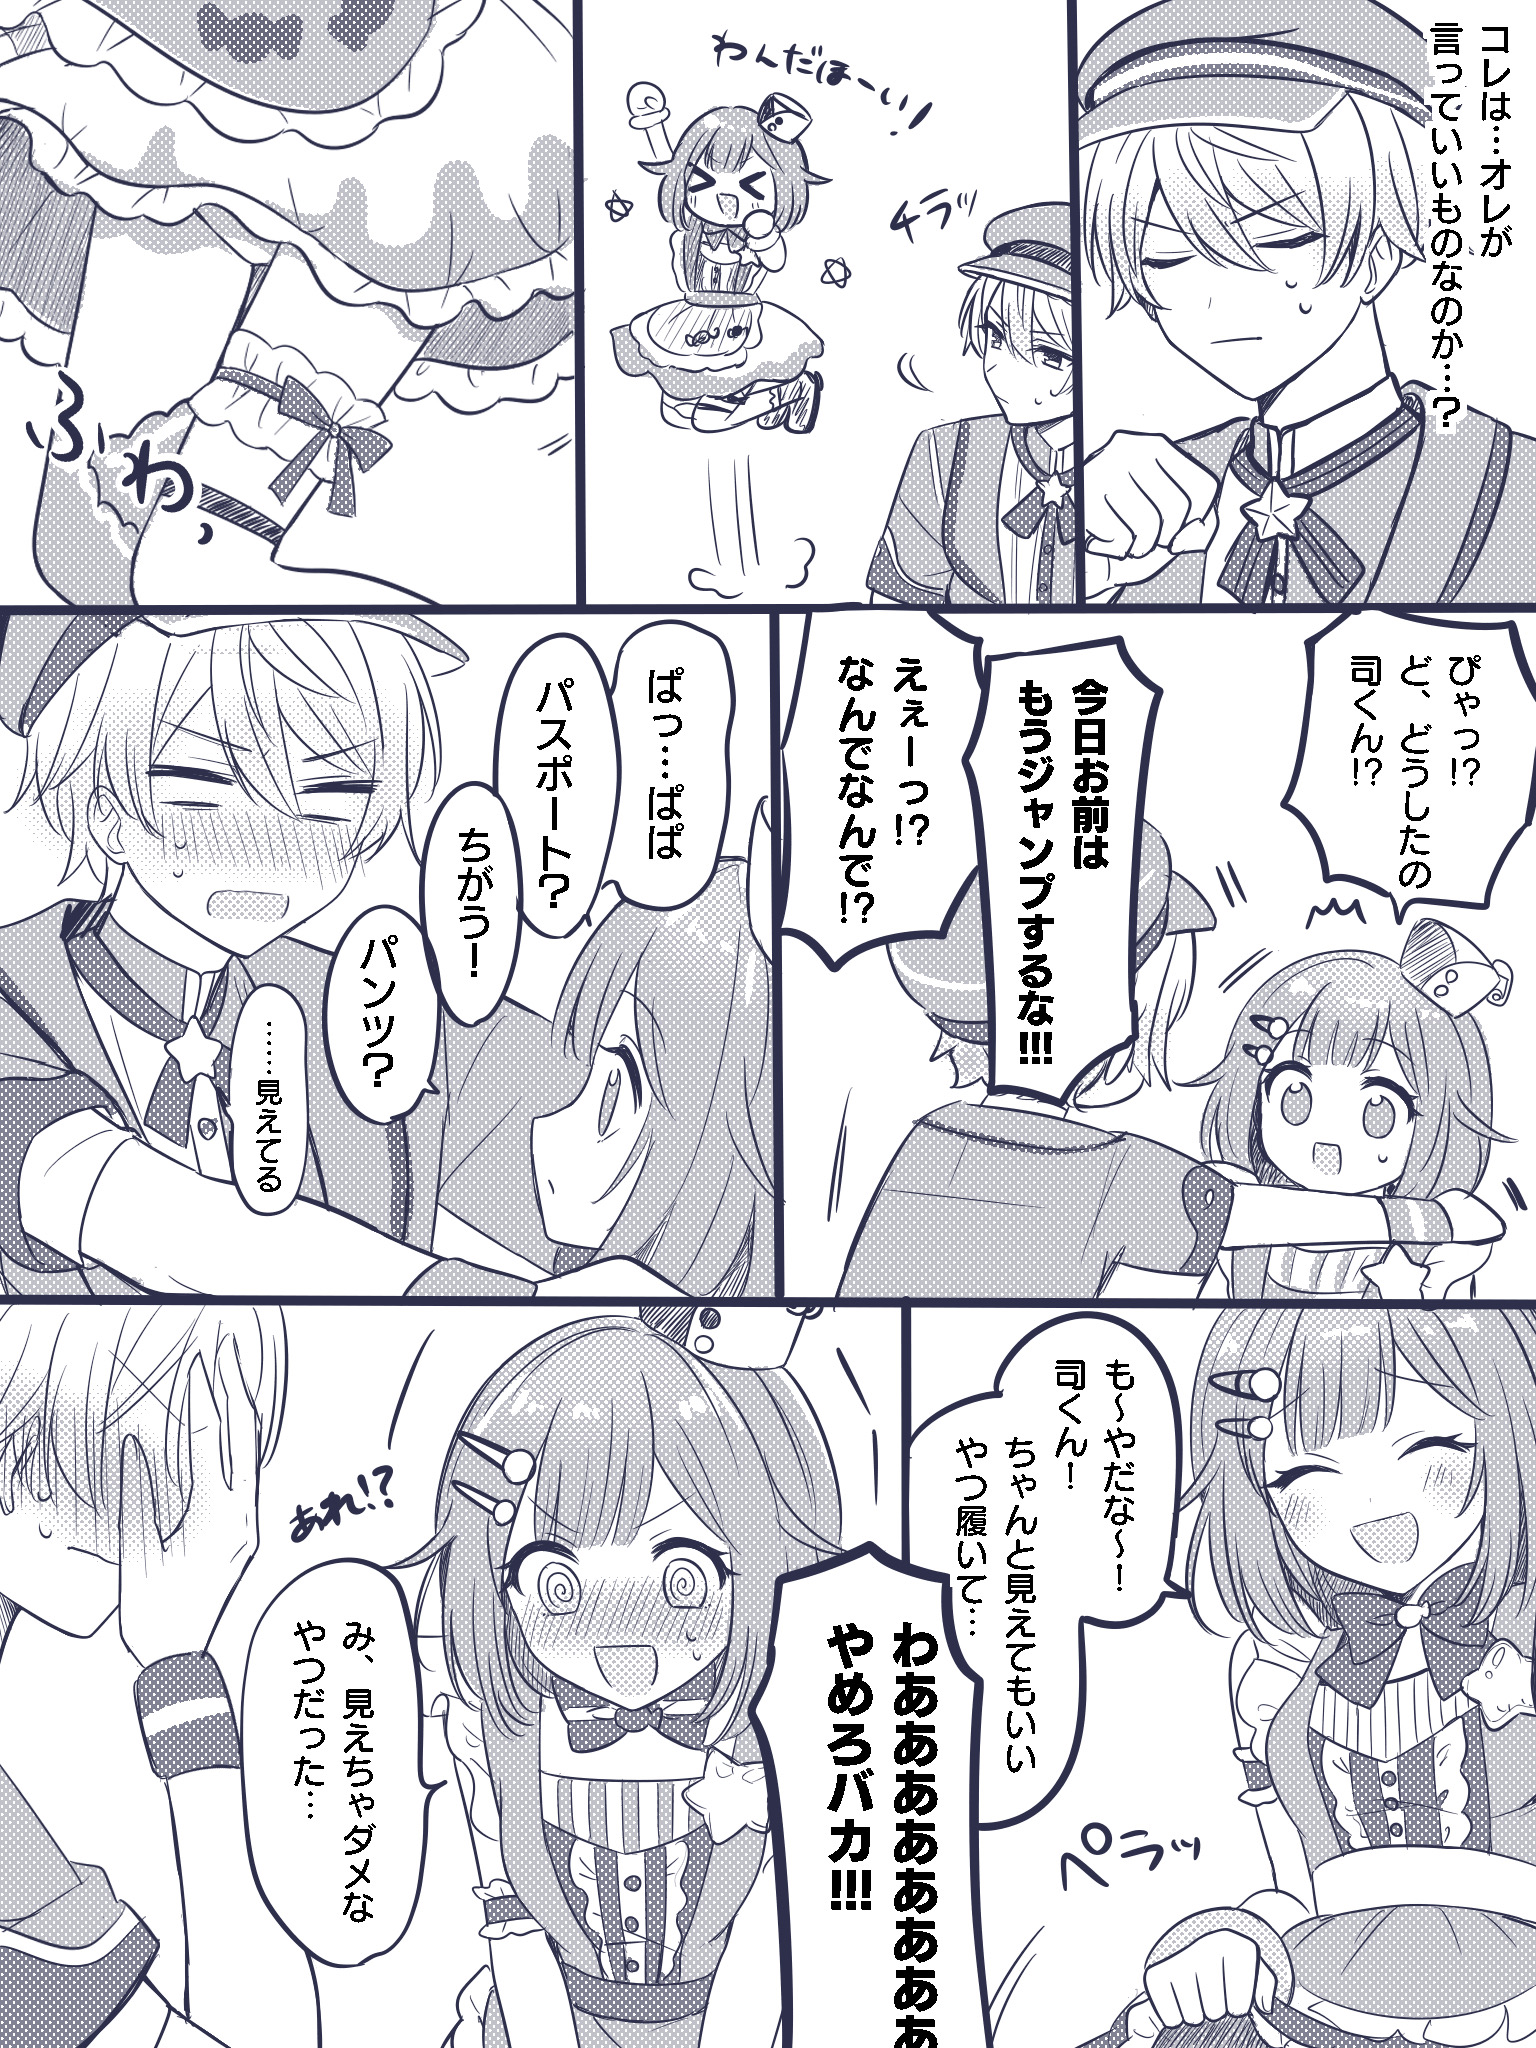 コレは…オレが
言っていいものなのか…?
わんだほーい!
チラッ
ふわっ
ぴゃっ!?
ど、どうしたの
司くん!?
今日お前は
もうジャンプするな!!!
えぇーっ!?
なんでなんで!?
ぱっ…ぱぱ
パスポート?
ちがう!
パンツ?
……見えてる
も〜やだな〜!
司くん!
ちゃんと見えてもいい
やつ履いて…
ペラッ
わああああああああ
やめろバカ!!!
あれ!?
み、見えちゃダメな
やつだった…